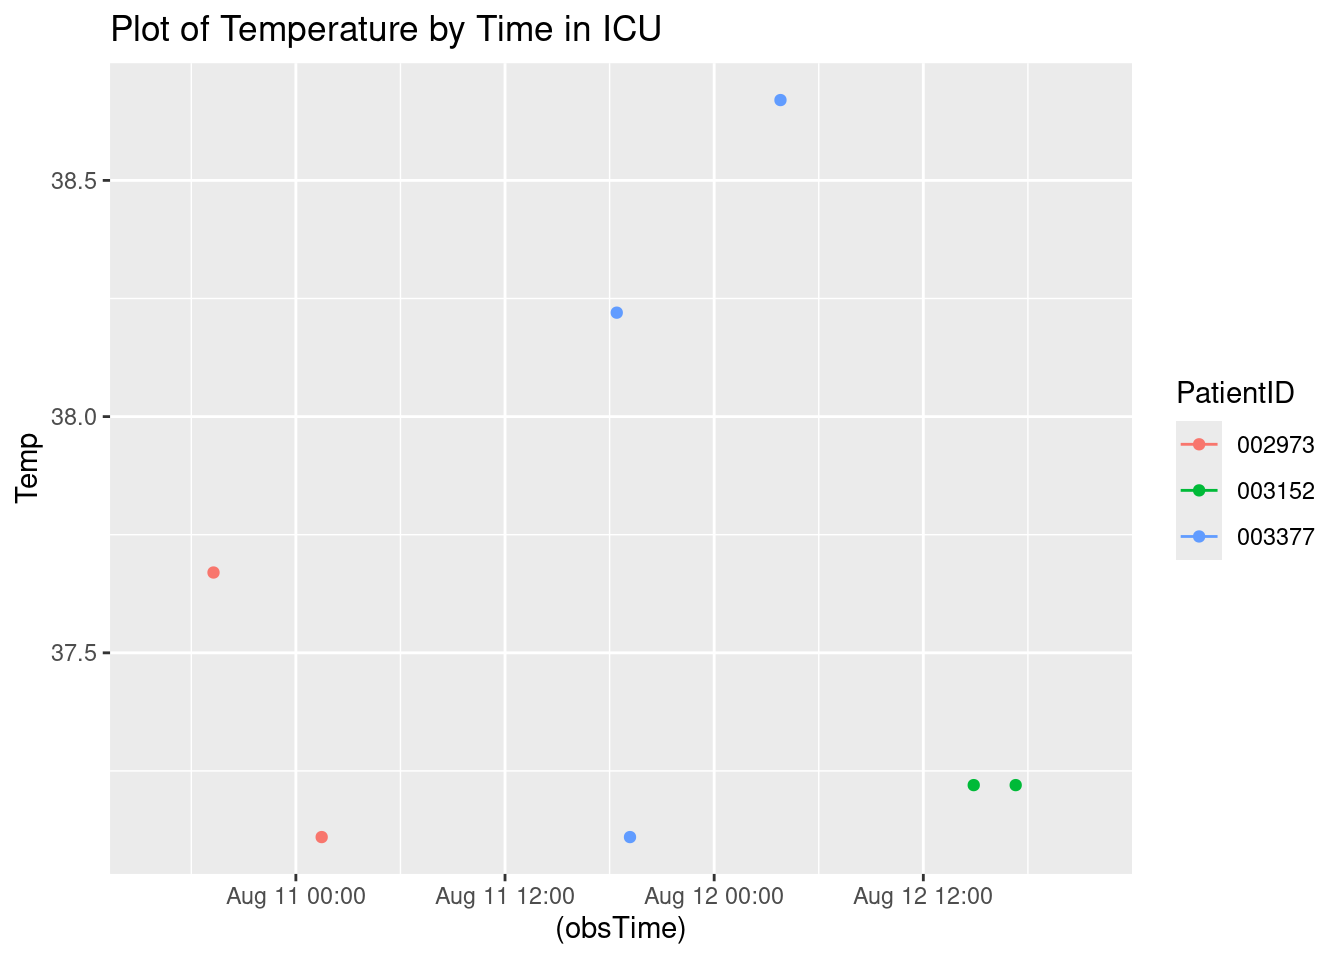 Plot of Temperature by Time in ICU
38.5
38.0
37.5
Temp
Aug 11 00:00
Aug 11 12:00
Aug 12 00:00
Aug 12 12:00
(obsTime)
PatientID
002973
003152
003377